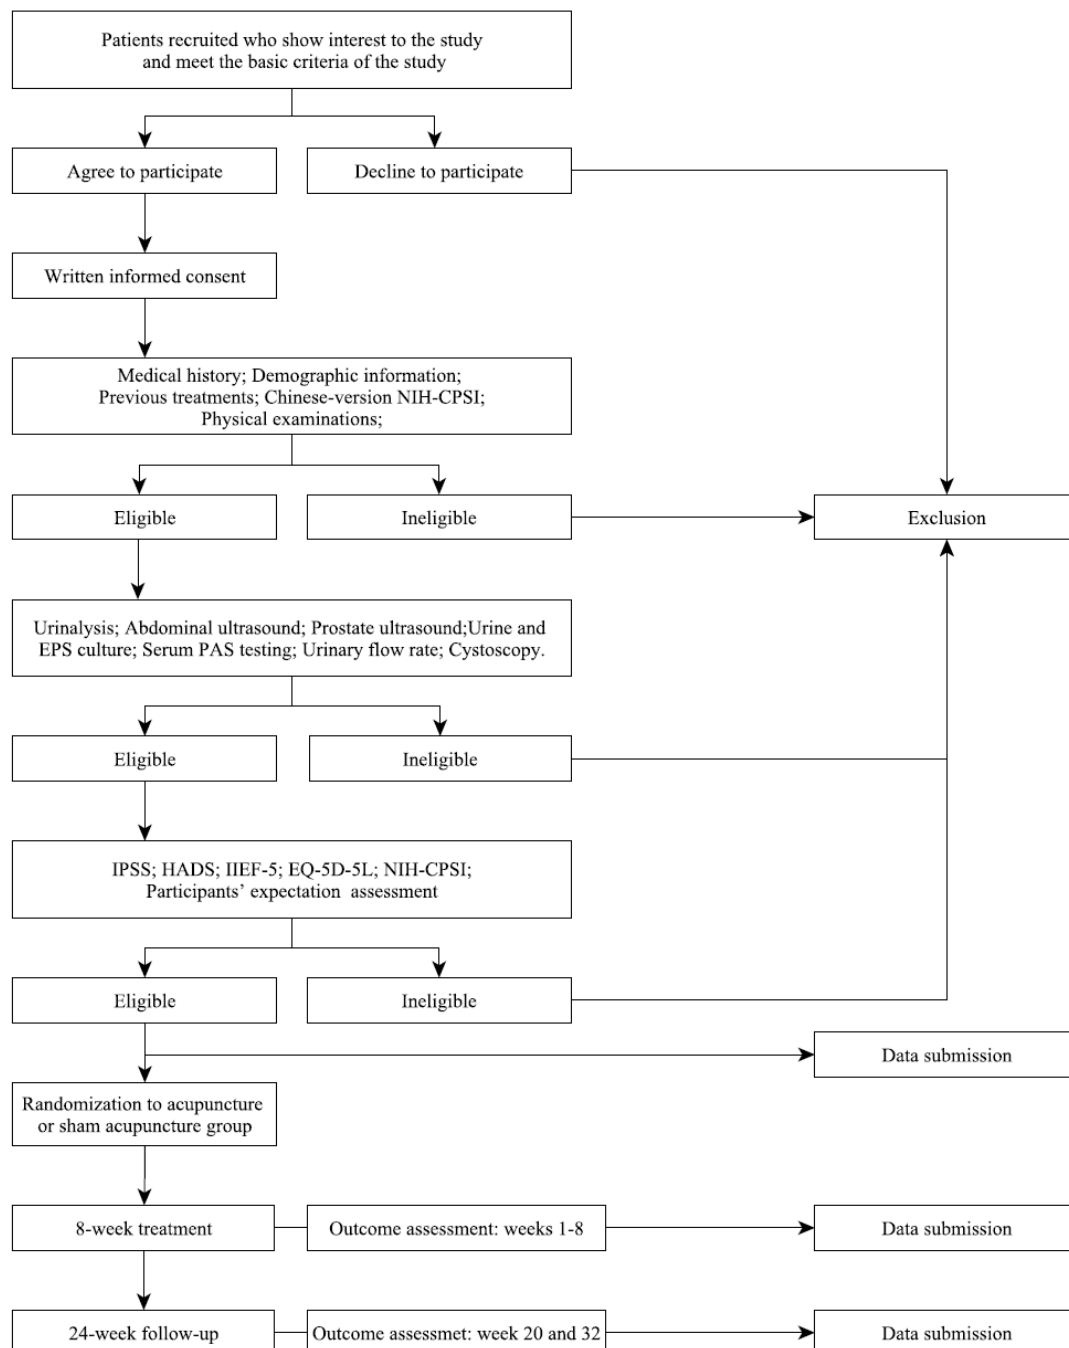 Patients recruited who show interest to the study
and meet the basic criteria of the study
Agree to participate
Decline to participate
Written informed consent
Medical history; Demographic information;
Previous treatments; Chinese-version NIH-CPSI;
Physical examinations;
Eligible
Ineligible
Exclusion
Urinalysis; Abdominal ultrasound; Prostate ultrasound;Urine and
EPS culture; Serum PAS testing; Urinary flow rate; Cystoscopy.
Eligible
Ineligible
IPSS; HADS; IIEF-5; EQ-5D-5L; NIH-CPSI;
Participants’ expectation assessment
Eligible
Ineligible
Data submission
Randomization to acupuncture
or sham acupuncture group
8-week treatment
Outcome assessment: weeks 1-8
Data submission
24-week follow-up
Outcome assessmet: week 20 and 32
Data submission